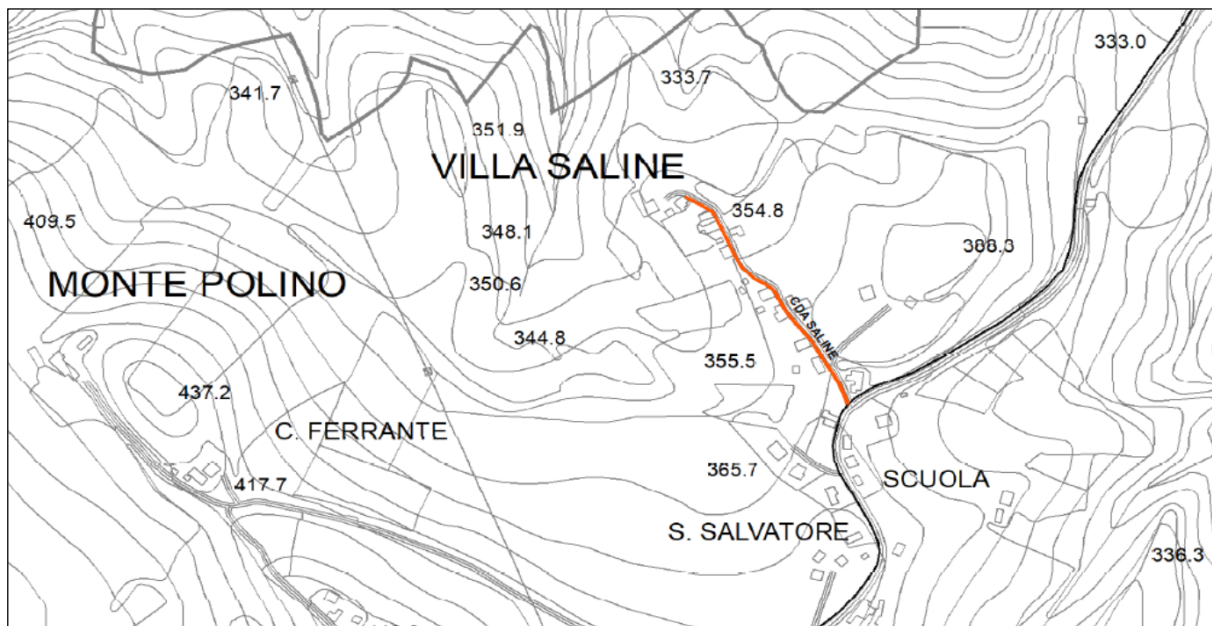 333.0
333.7
341.7
351.9
VILLA SALINE
354.8
409.5
348.1
388.3
MONTE POLINO
350.6
CDA SALINE
344.8
355.5
437.2
C. FERRANTE
365.7
417.7
SCUOLA
S. SALVATORE
336.3